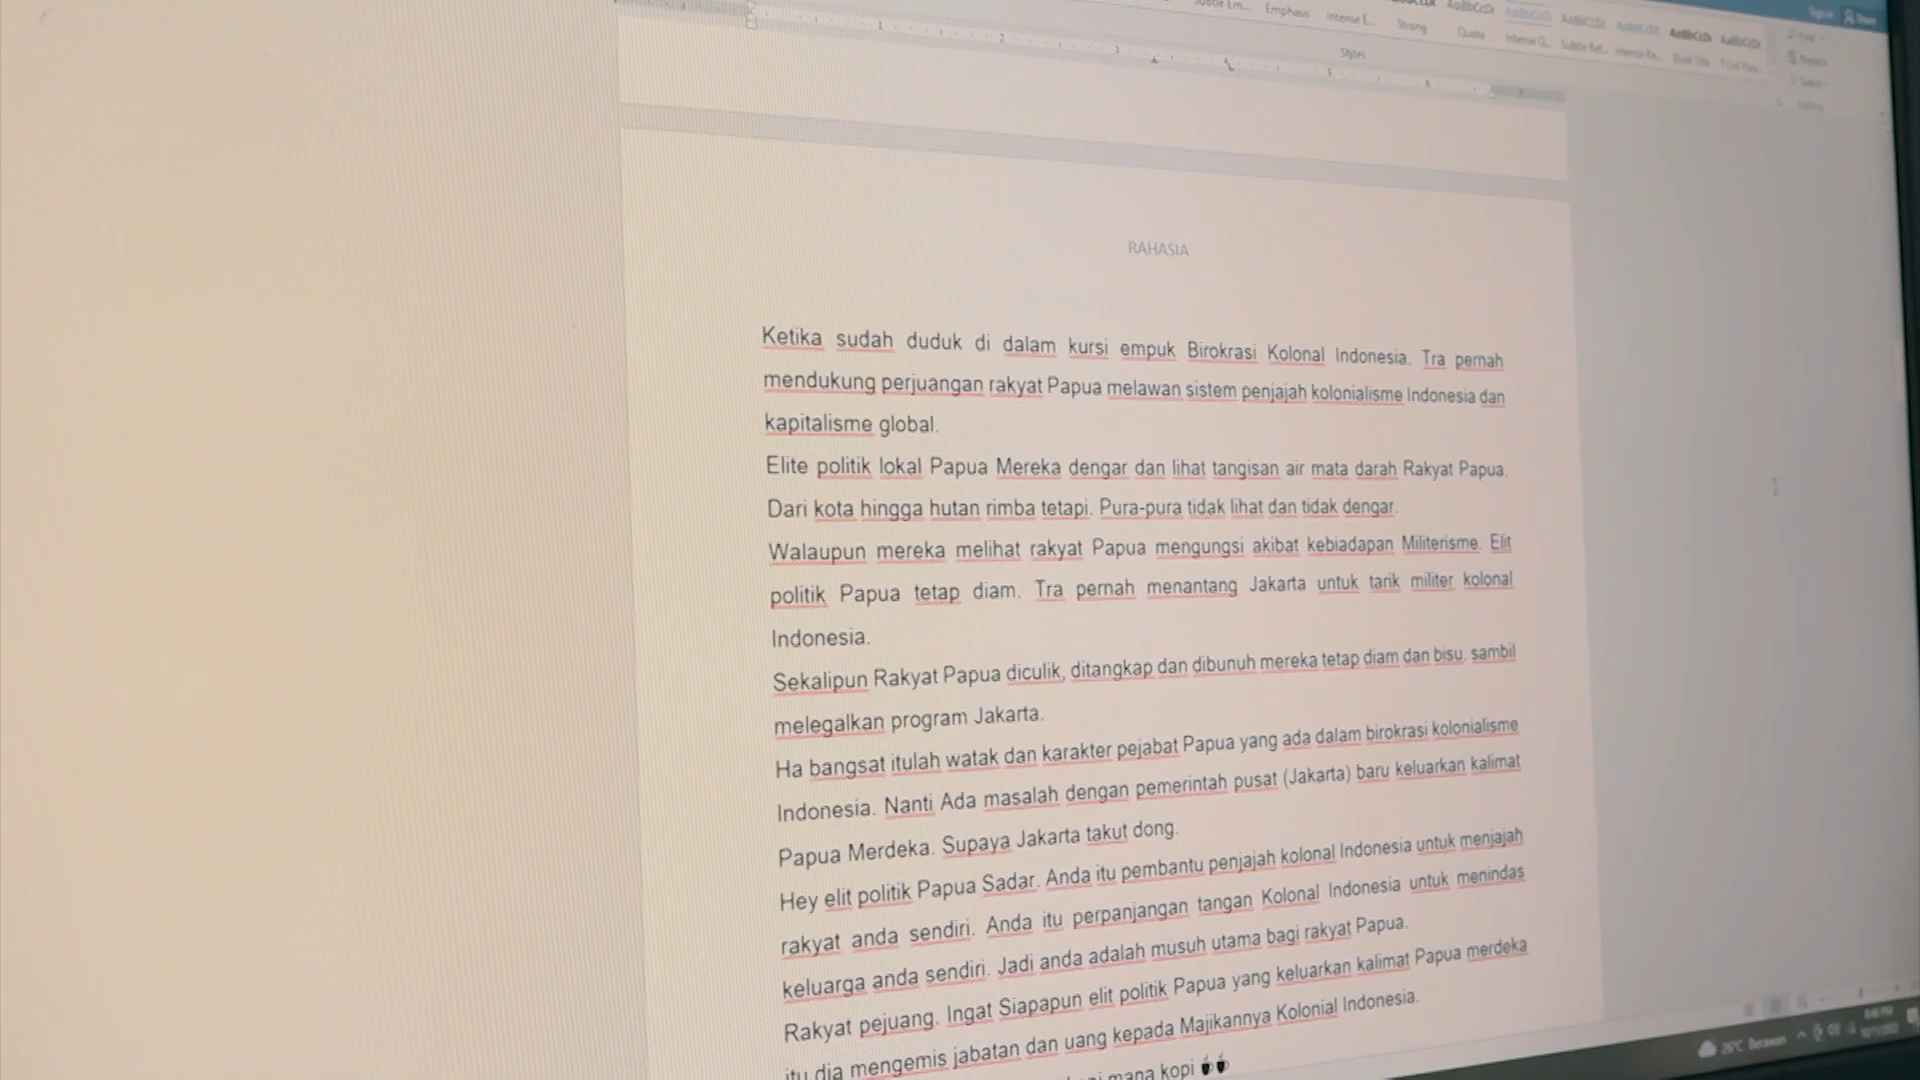 Emphasis
Strong
Quote
Styles
RAHASIA
Ketika sudah duduk di dalam kursi empuk Birokrasi Kolonal Indonesia. Tra pernah
mendukung perjuangan rakyat Papua melawan sistem penjajah kolonialisme Indonesia dan
kapitalisme global.
Elite politik lokal Papua Mereka dengar dan lihat tangisan air mata darah Rakyat Papua.
Dari kota hingga hutan rimba tetapi. Pura-pura tidak lihat dan tidak dengar.
Walaupun mereka melihat rakyat Papua mengungsi akibat kebiadapan Militerisme. Elit
politik Papua tetap diam. Tra pernah menantang Jakarta untuk tarik militer kolonal
Indonesia.
Sekalipun Rakyat Papua diculik, ditangkap dan dibunuh mereka tetap diam dan bisu. sambil
melegalkan program Jakarta.
Ha bangsat itulah watak dan karakter pejabat Papua yang ada dalam birokrasi kolonialisme
Indonesia. Nanti Ada masalah dengan pemerintah pusat (Jakarta) baru keluarkan kalimat
Papua Merdeka. Supaya Jakarta takut dong.
Hey elit politik Papua Sadar. Anda itu pembantu penjajah kolonal Indonesia untuk menjajah
rakyat anda sendiri. Anda itu perpanjangan tangan Kolonal Indonesia untuk menindas
keluarga anda sendiri. Jadi anda adalah musuh utama bagi rakyat Papua.
Rakyat pejuang. Ingat Siapapun elit politik Papua yang keluarkan kalimat Papua merdeka
itu dia mengemis jabatan dan uang kepada Majikannya Kolonial Indonesia.
mana kopi
26°C Berawan